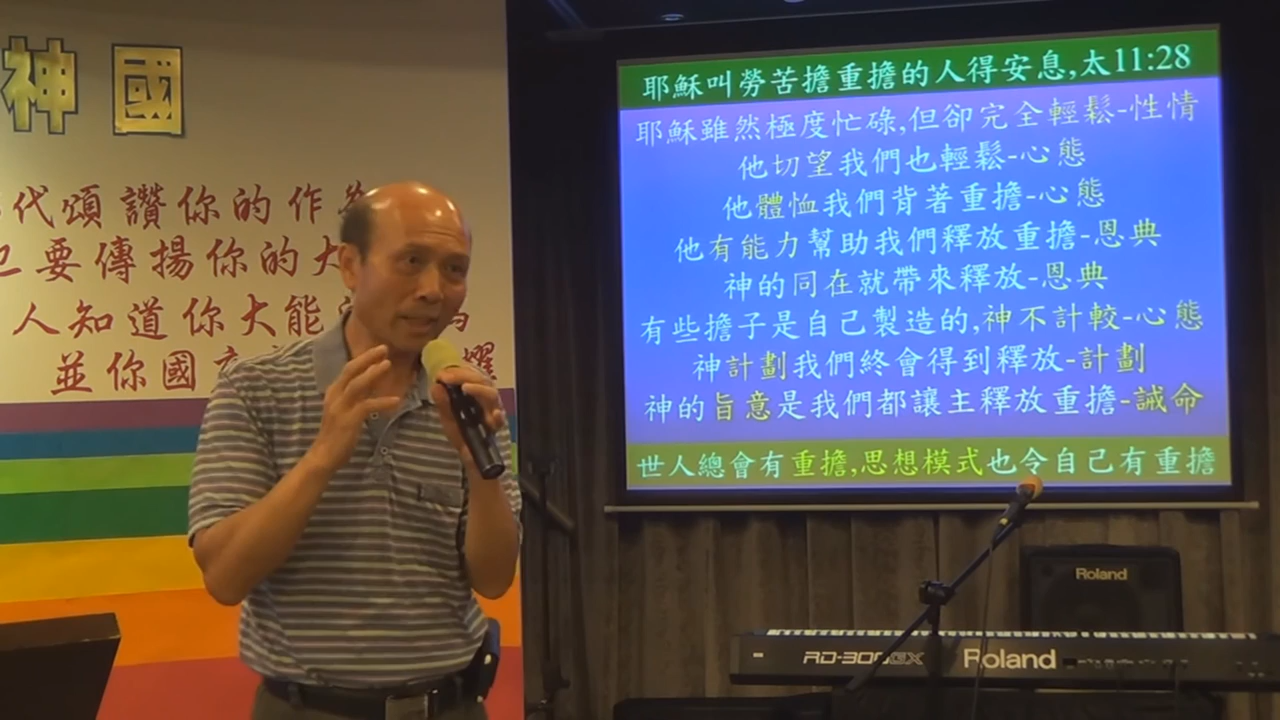 神國
代頌讚你的作
要傳揚你的大
人知道你大能
並你國
耶穌叫勞苦擔重擔的人得安息,太11:28
耶穌雖然極度忙碌,但卻完全輕鬆-性情
他切望我們也輕鬆-心態
他體恤我們背著重擔-心態
他有能力幫助我們釋放重擔-恩典
神的同在就帶來釋放-恩典
有些擔子是自己製造的,神不計較-心態
神計劃我們終會得到釋放-計劃
神的旨意是我們都讓主釋放重擔-誡命
世人總會有重擔,思想模式也令自己有重擔
Roland
RD-300GX Roland